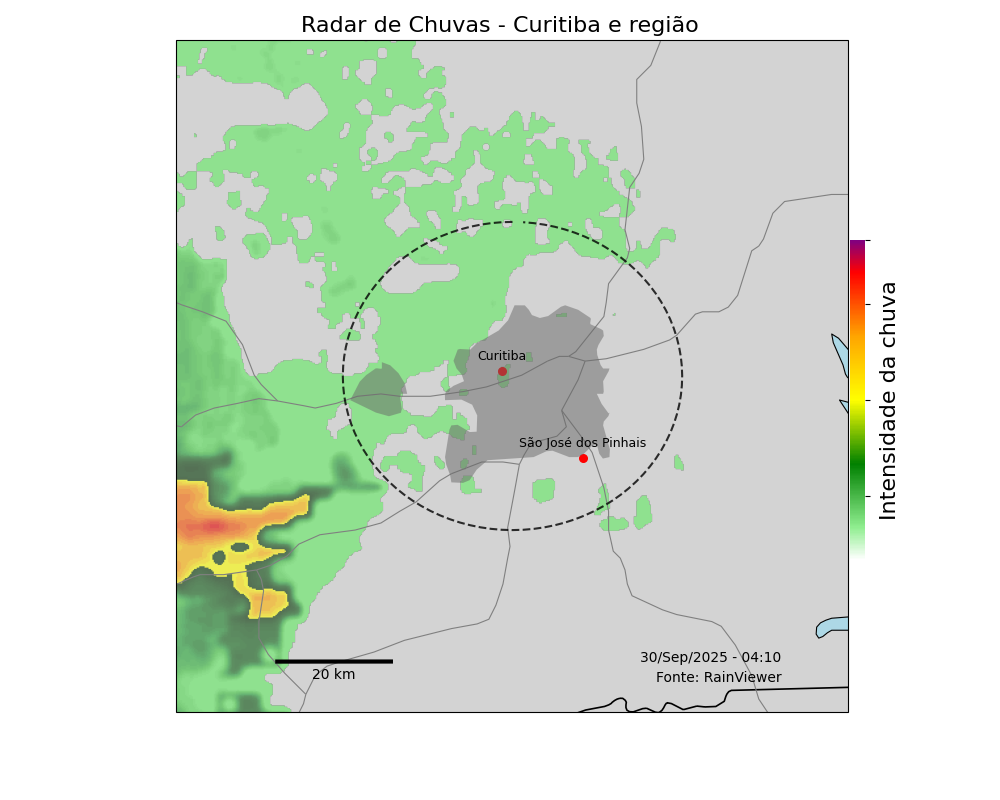 Radar de Chuvas - Curitiba e região
Curitiba
São José dos Pinhais
Intensidade da chuva
30/Sep/2025 - 04:10
Fonte: RainViewer
20 km